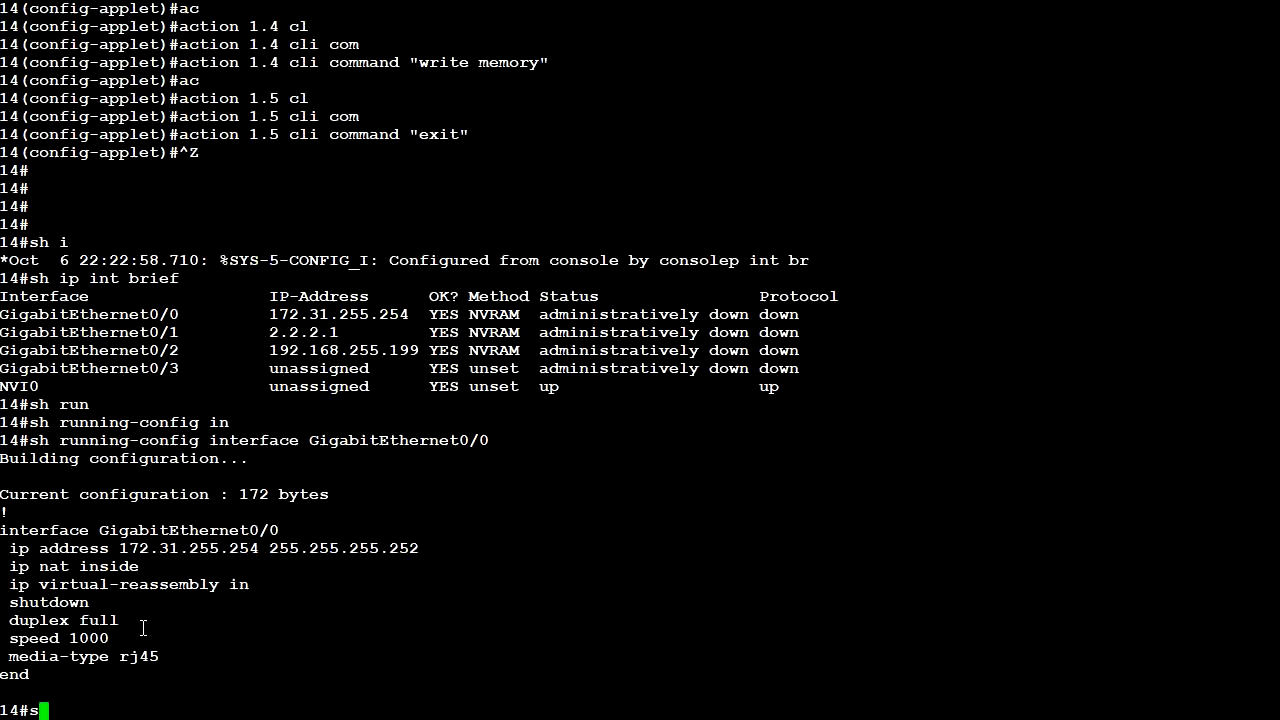 14(config-applet)#ac
14(config-applet)#action 1.4 cl
14(config-applet)#action 1.4 cli com
14(config-applet)#action 1.4 cli command "write memory"
14(config-applet)#ac
14(config-applet)#action 1.5 cl
14(config-applet)#action 1.5 cli com
14(config-applet)#action 1.5 cli command "exit"
14(config-applet)#^Z
14#
14#
14#
14#
14#sh i
*Oct  6 22:22:58.710: %SYS-5-CONFIG_I: Configured from console by consolep int br
14#sh ip int brief
Interface                  IP-Address      OK? Method Status                Protocol
GigabitEthernet0/0         172.31.255.254  YES NVRAM  administratively down down
GigabitEthernet0/1         2.2.2.1         YES NVRAM  administratively down down
GigabitEthernet0/2         192.168.255.199 YES NVRAM  administratively down down
GigabitEthernet0/3         unassigned      YES unset  administratively down down
NVI0                       unassigned      YES unset  up                    up
14#sh run
14#sh running-config in
14#sh running-config interface GigabitEthernet0/0
Building configuration...
Current configuration : 172 bytes
!
interface GigabitEthernet0/0
 ip address 172.31.255.254 255.255.255.252
 ip nat inside
 ip virtual-reassembly in
 shutdown
 duplex full
 speed 1000
 media-type rj45
end
14#s